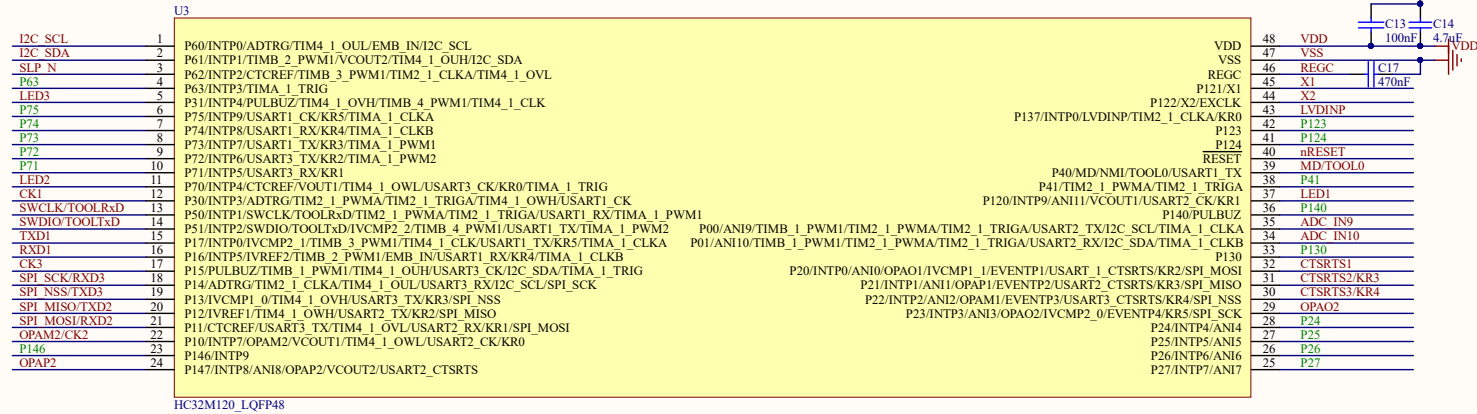 U3
I2C_SCL 1 P60/INTP0/ADTRG/TIM4_1_OUL/EMB_IN/I2C_SCL
I2C_SDA 2 P61/INTP1/TIMB_2_PWM1/VCOUT2/TIM4_1_OUH/I2C_SDA
SLP_N 3 P62/INTP2/CTCREF/TIMB_3_PWM1/TIM2_1_CLKA/TIM4_1_OVL
P63 4 P63/INTP3/TIMA_1_TRIG
LED3 5 P31/INTP4/PULBUZ/TIM4_1_OVH/TIMB_4_PWM1/TIM4_1_CLK
P75 6 P75/INTP9/USART1_CK/KR5/TIMA_1_CLKA
P74 7 P74/INTP8/USART1_RX/KR4/TIMA_1_CLKB
P73 8 P73/INTP7/USART1_TX/KR3/TIMA_1_PWM1
P72 9 P72/INTP6/USART3_TX/KR2/TIMA_1_PWM2
P71 10 P71/INTP5/USART3_RX/KR1
LED2 11 P70/INTP4/CTCREF/VOUT1/TIM4_1_OWL/USART3_CK/KR0/TIMA_1_TRIG
CK1 12 P30/INTP3/ADTRG/TIM2_1_PWMA/TIM2_1_TRIGA/TIM4_1_OWH/USART1_CK
SWCLK/TOOLRxD 13 P50/INTP1/SWCLK/TOOLRxD/TIM2_1_PWMA/TIM2_1_TRIGA/USART1_RX/TIMA_1_PWM1
SWDIO/TOOLTxD 14 P51/INTP2/SWDIO/TOOLTxD/IVCMP2_2/TIMB_4_PWM1/USART1_TX/TIMA_1_PWM2
TXD1 15 P17/INTP0/IVCMP2_1/TIMB_3_PWM1/TIM4_1_CLK/USART1_TX/KR5/TIMA_1_CLKA
RXD1 16 P16/INTP5/IVREF2/TIMB_2_PWM1/EMB_IN/USART1_RX/KR4/TIMA_1_CLKB
CK3 17 P15/PULBUZ/TIMB_1_PWM1/TIM4_1_OUH/USART3_CK/I2C_SDA/TIMA_1_TRIG
SPI_SCK/RXD3 18 P14/ADTRG/TIM2_1_CLKA/TIM4_1_OUL/USART3_RX/I2C_SCL/SPI_SCK
SPI_NSS/TXD3 19 P13/IVCMP1_0/TIM4_1_OVH/USART3_TX/KR3/SPI_NSS
SPI_MISO/TXD2 20 P12/IVREF1/TIM4_1_OWH/USART2_TX/KR2/SPI_MISO
SPI_MOSI/RXD2 21 P11/CTCREF/USART3_TX/TIM4_1_OVL/USART2_RX/KR1/SPI_MOSI
OPAM2/CK2 22 P10/INTP7/OPAM2/VCOUT1/TIM4_1_OWL/USART2_CK/KR0
P146 23 P146/INTP9
OPAP2 24 P147/INTP8/ANI8/OPAP2/VCOUT2/USART2_CTSRTS
VDD 48 VDD
VSS 47 VSS
REGC 46 REGC
P121/X1 45 X1
P122/X2/EXCLK 44 X2
P137/INTP0/LVDINP/TIM2_1_CLKA/KR0 43 LVDINP
P123 42 P123
P124 41 P124
RESET 40 nRESET
P40/MD/NMI/TOOL0/USART1_TX 39 MD/TOOL0
P41/TIM2_1_PWMA/TIM2_1_TRIGA 38 P41
P120/INTP9/ANI11/VCOUT1/USART2_CK/KR1 37 LED1
P140/PULBUZ 36 P140
P00/ANI9/TIMB_1_PWM1/TIM2_1_PWMA/TIM2_1_TRIGA/USART2_TX/I2C_SCL/TIMA_1_CLKA 35 ADC_IN9
P01/ANI10/TIMB_1_PWM1/TIM2_1_PWMA/TIM2_1_TRIGA/USART2_RX/I2C_SDA/TIMA_1_CLKB 34 ADC_IN10
P130 33 P130
P20/INTP0/ANI0/OPAO1/IVCMP1_1/EVENTP1/USART_1_CTSRTS/KR2/SPI_MOSI 32 CTSRTS1
P21/INTP1/ANI1/OPAP1/EVENTP2/USART2_CTSRTS/KR3/SPI_MISO 31 CTSRTS2/KR3
P22/INTP2/ANI2/OPAM1/EVENTP3/USART3_CTSRTS/KR4/SPI_NSS 30 CTSRTS3/KR4
P23/INTP3/ANI3/OPAO2/IVCMP2_0/EVENTP4/KR5/SPI_SCK 29 OPAO2
P24/INTP4/ANI4 28 P24
P25/INTP5/ANI5 27 P25
P26/INTP6/ANI6 26 P26
P27/INTP7/ANI7 25 P27
C13
100nF
C14
4.7uF
VDD
C17
470nF
HC32M120_LQFP48